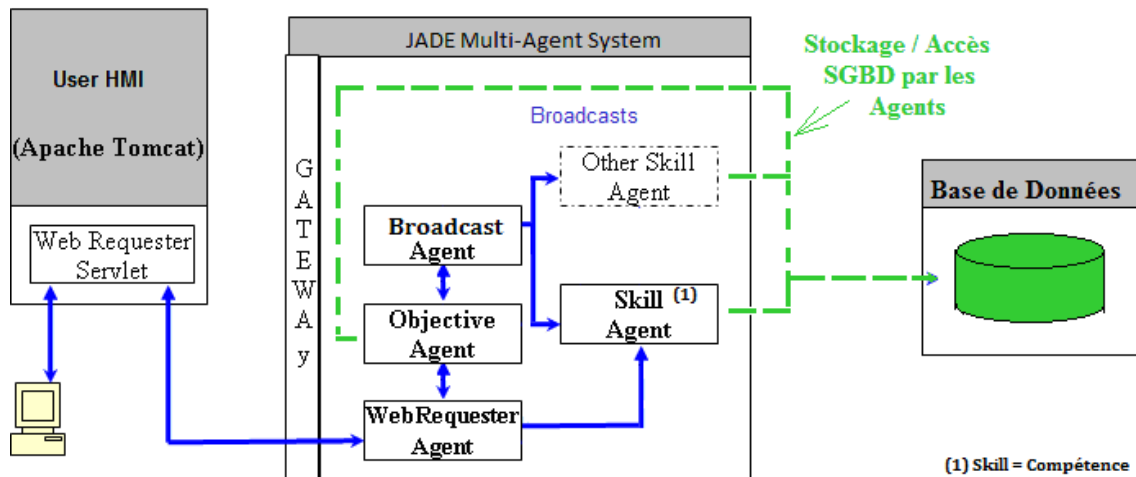 User HMI
(Apache Tomcat)
Web Requester
Servlet
JADE Multi-Agent System
G
A
T
E
W
A
y
Broadcasts
Other Skill
Agent
Broadcast
Agent
Skill (1)
Agent
Objective
Agent
WebRequester
Agent
Stockage / Accès
SGBD par les
Agents
Base de Données
(1) Skill = Compétence